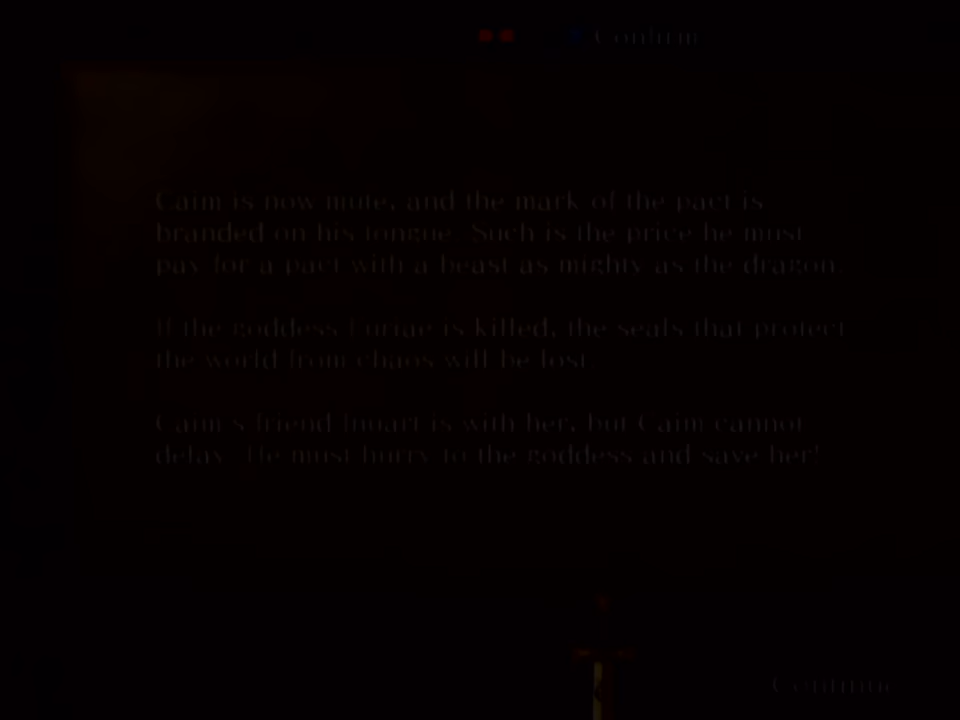 Confirm
Caim is now mute, and the mark of the pact is
branded on his tongue. Such is the price he must
pay for a pact with a beast as mighty as the dragon.
If the goddess Furiae is killed, the seals that protect
the world from chaos will be lost.
Caim's friend Inuart is with her, but Caim cannot
delay. He must hurry to the goddess and save her!
Continue